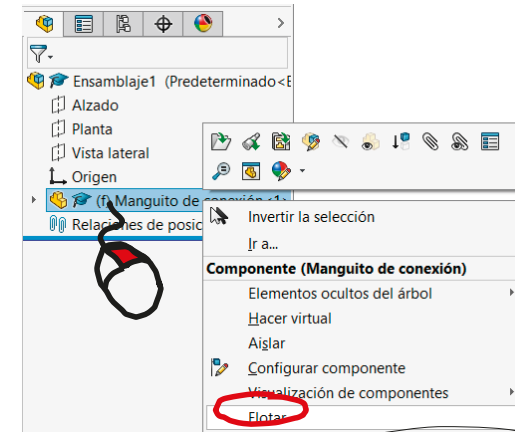 Ensamblaje1 (Predeterminado<E
Alzado
Planta
Vista lateral
Origen
(f) Manguito de conexión <1>
Relaciones de posic
Invertir la selección
Ir a...
Componente (Manguito de conexión)
Elementos ocultos del árbol
Hacer virtual
Aislar
Configurar componente
Visualización de componentes
Flotar